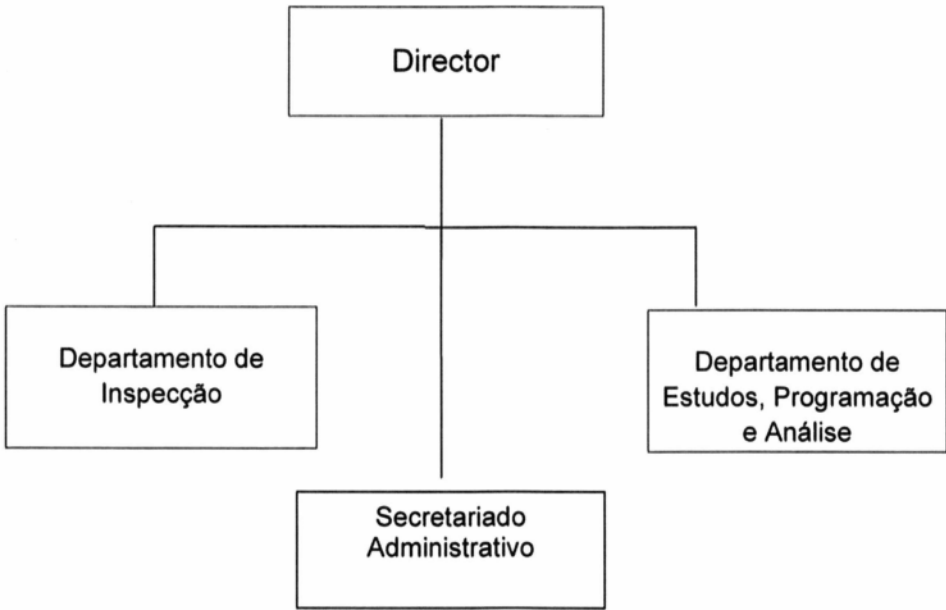 Director
Departamento de
Inspecção
Departamento de
Estudos, Programação
e Análise
Secretariado
Administrativo